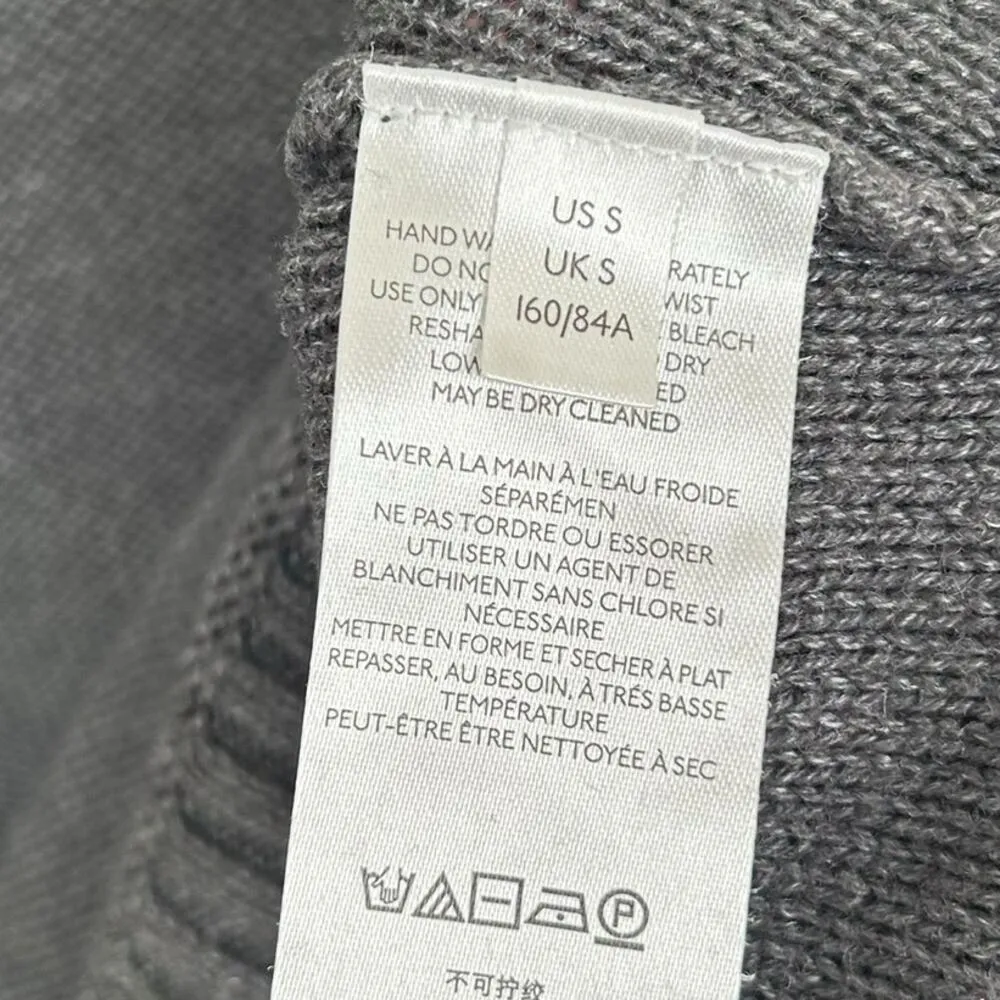 US S
UK S
160/84A
HAND
DO
RATELY
USE ONLY
WIST
BLEACH
RESHA
DRY
LOW
ED
MAY BE DRY CLEANED
LAVER À LA MAIN À L'EAU FROIDE
SÉPARÉMEN
NE PAS TORDRE OU ESSORER
UTILISER UN AGENT DE
BLANCHIMENT SANS CHLORE SI
NÉCESSAIRE
METTRE EN FORME ET SECHER À PLAT
REPASSER, AU BESOIN, À TRÉS BASSE
TEMPÉRATURE
PEUT-ÊTRE ÊTRE NETTOYÉE À SEC
P
不可拧绞